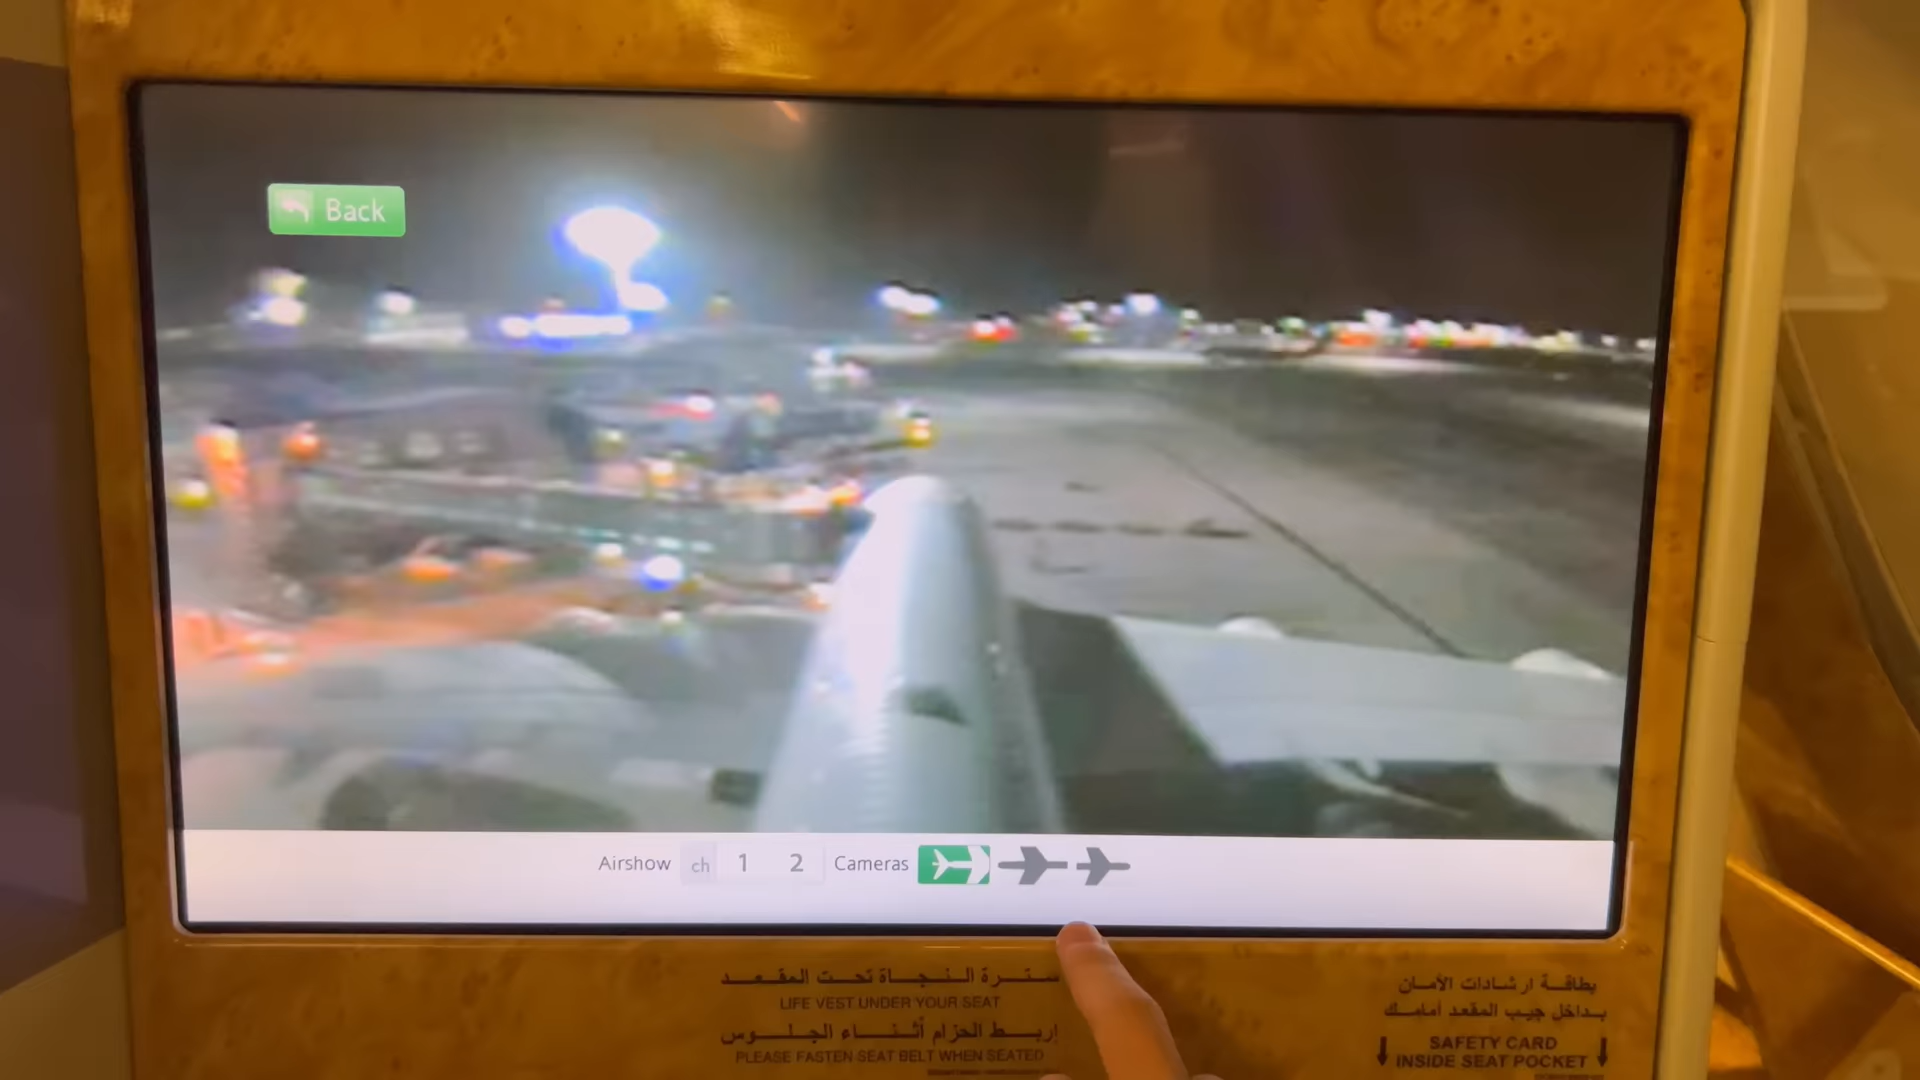 Back
Airshow ch 1 2 Cameras
سترة النجاة تحت المقعد
LIFE VEST UNDER YOUR SEAT
إربط الحزام أثناء الجلوس
PLEASE FASTEN SEAT BELT WHEN SEATED
بطاقة ارشادات الأمان
بداخل جيب المقعد أمامك
SAFETY CARD
INSIDE SEAT POCKET